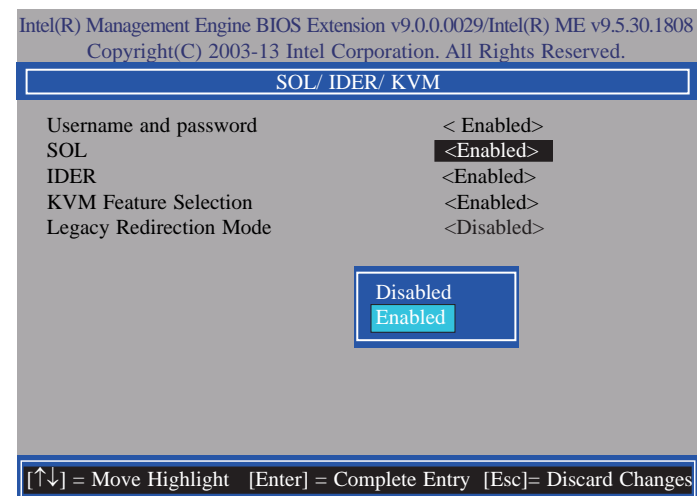 Intel(R) Management Engine BIOS Extension v9.0.0.0029/Intel(R) ME v9.5.30.1808
Copyright(C) 2003-13 Intel Corporation. All Rights Reserved.
SOL/ IDER/ KVM
Username and password < Enabled>
SOL <Enabled>
IDER <Enabled>
KVM Feature Selection <Enabled>
Legacy Redirection Mode <Disabled>
Disabled
Enabled
[↑↓] = Move Highlight [Enter] = Complete Entry [Esc]= Discard Changes